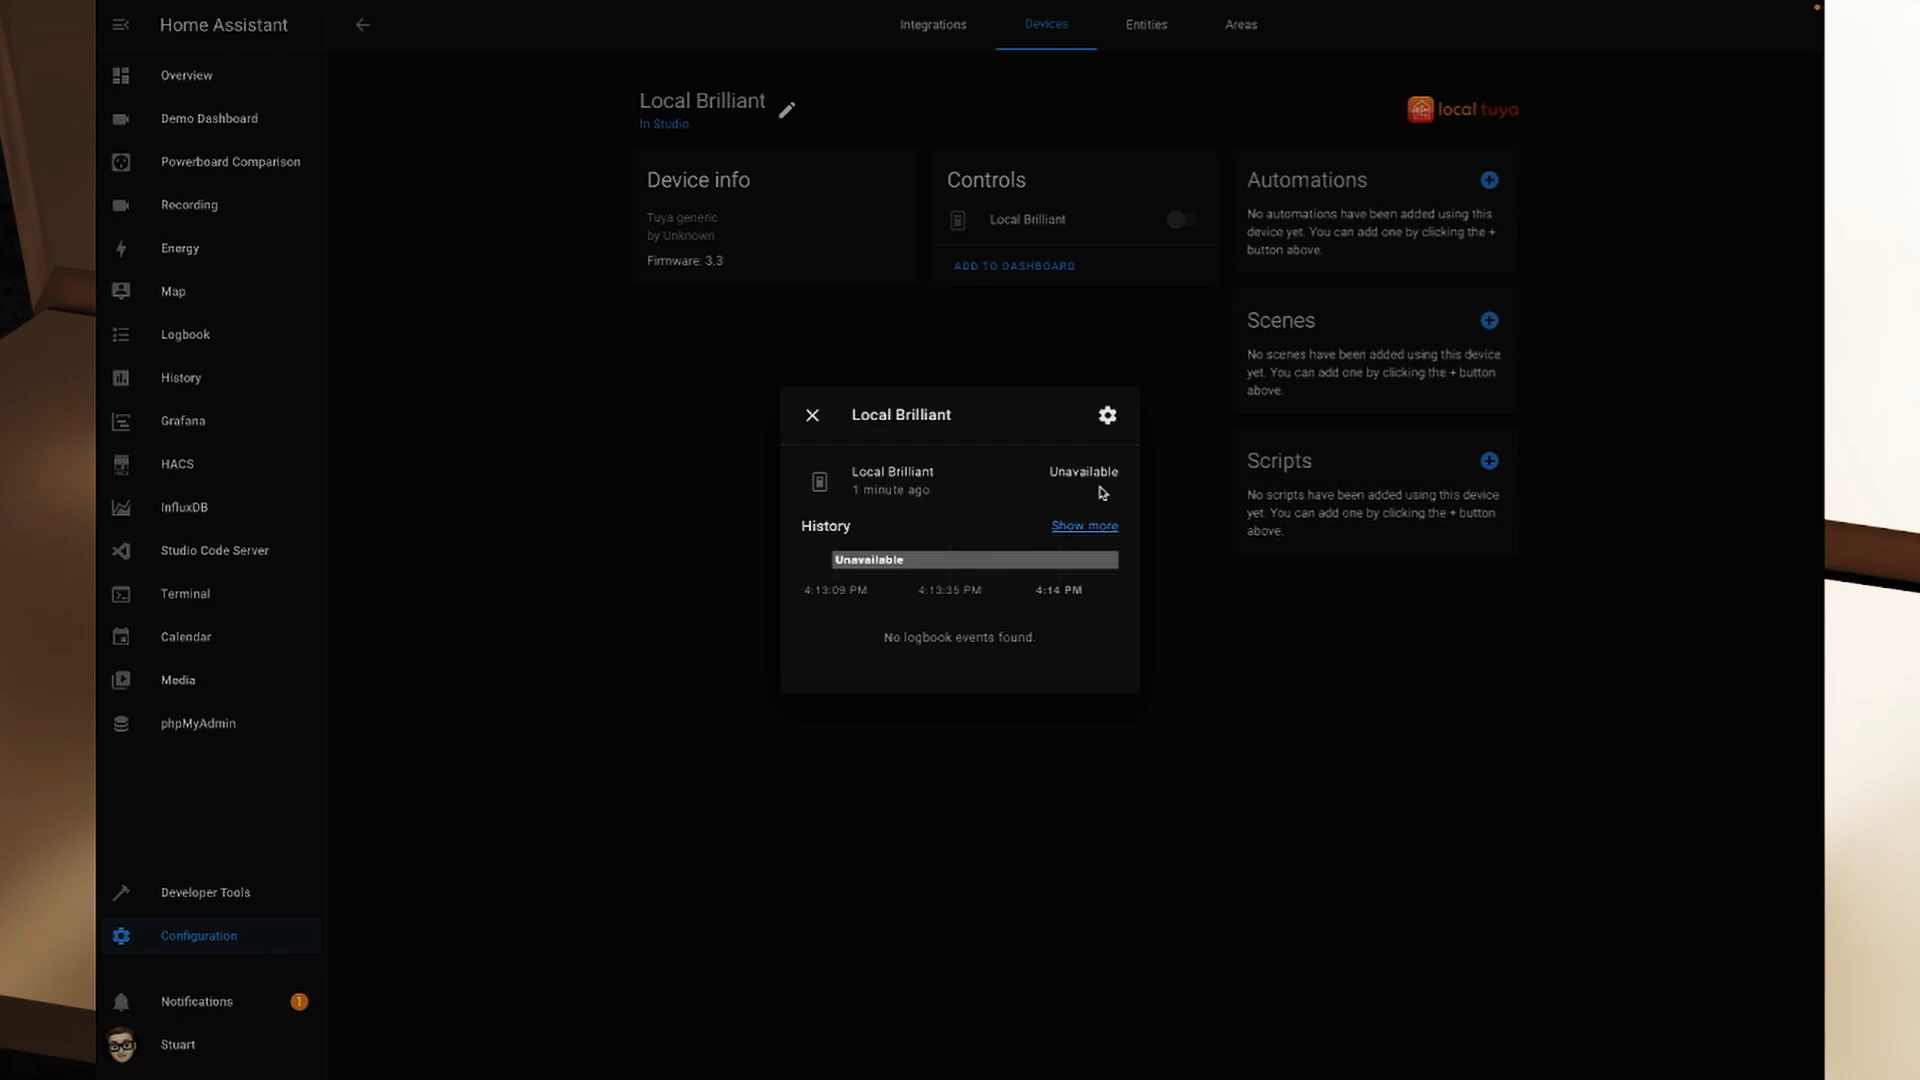 Home Assistant
Overview
Demo Dashboard
Powerboard Comparison
Recording
Energy
Map
Logbook
History
Grafana
HACS
InfluxDB
Studio Code Server
Terminal
Calendar
Media
phpMyAdmin
Developer Tools
Configuration
Notifications
1
Stuart
Integrations
Devices
Entities
Areas
Local Brilliant
In Studio
local tuya
Device info
Tuya generic
by Unknown
Firmware: 3.3
Controls
Local Brilliant
ADD TO DASHBOARD
Automations
No automations have been added using this
device yet. You can add one by clicking the +
button above.
Scenes
No scenes have been added using this device
yet. You can add one by clicking the + button
above.
Scripts
No scripts have been added using this device
yet. You can add one by clicking the + button
above.
Local Brilliant
Local Brilliant
Unavailable
1 minute ago
History
Show more
Unavailable
4:13:09 PM
4:13:35 PM
4:14 PM
No logbook events found.